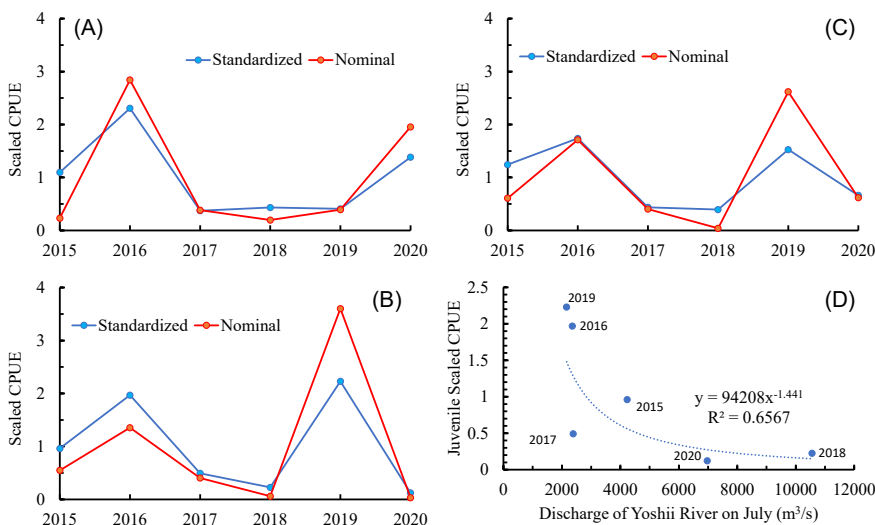 (A)
Scaled CPUE
4
3
2
1
0
Standardized
Nominal
2015 2016 2017 2018 2019 2020
(C)
Scaled CPUE
4
3
2
1
0
Standardized
Nominal
2015 2016 2017 2018 2019 2020
(B)
Scaled CPUE
4
3
2
1
0
Standardized
Nominal
2015 2016 2017 2018 2019 2020
(D)
Juvenile Scaled CPUE
2.5
2
1.5
1
0.5
0
2019
2016
2015
2017
2020
2018
y = 94208x^-1.441
R² = 0.6567
0 2000 4000 6000 8000 10000 12000
Discharge of Yoshii River on July (m³/s)